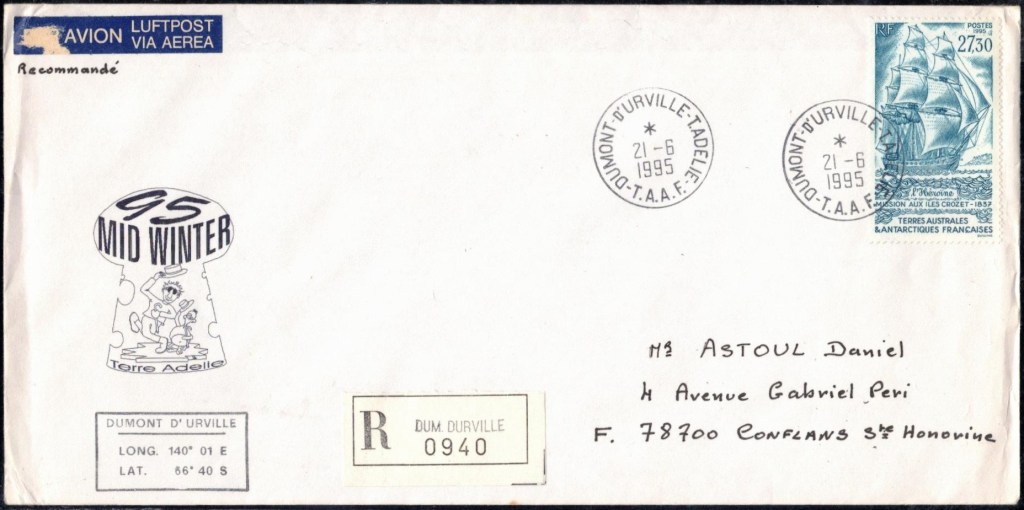 AVION LUFTPOST
VIA AEREA
Recommandé
95
MID WINTER
Terre Adelie
DUMONT D'URVILLE
LONG. 140° 01 E
LAT. 66° 40 S
R
DUM. DURVILLE
0940
DUMONT-D'URVILLE-T.ADELIE
*
21-6
1995
-T.A.A.F.-
DUMONT-D'URVILLE-T.ADELIE
*
21-6
1995
-T.A.A.F.-
RF
POSTES
1995
27,30
l'Héroïne
MISSION AUX ILES CROZET-1837
TERRES AUSTRALES
& ANTARCTIQUES FRANÇAISES
Mr ASTOUL Daniel
4 Avenue Gabriel Peri
F. 78700 CONFLANS Ste Honorine